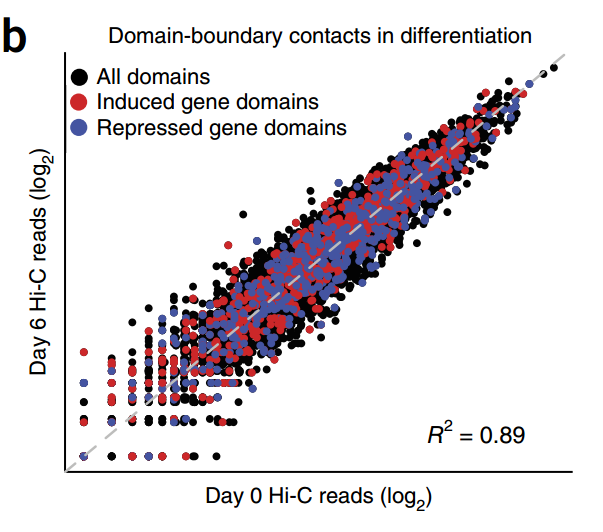 b
Domain-boundary contacts in differentiation
All domains
Induced gene domains
Repressed gene domains
Day 6 Hi-C reads (log2)
R2 = 0.89
Day 0 Hi-C reads (log2)